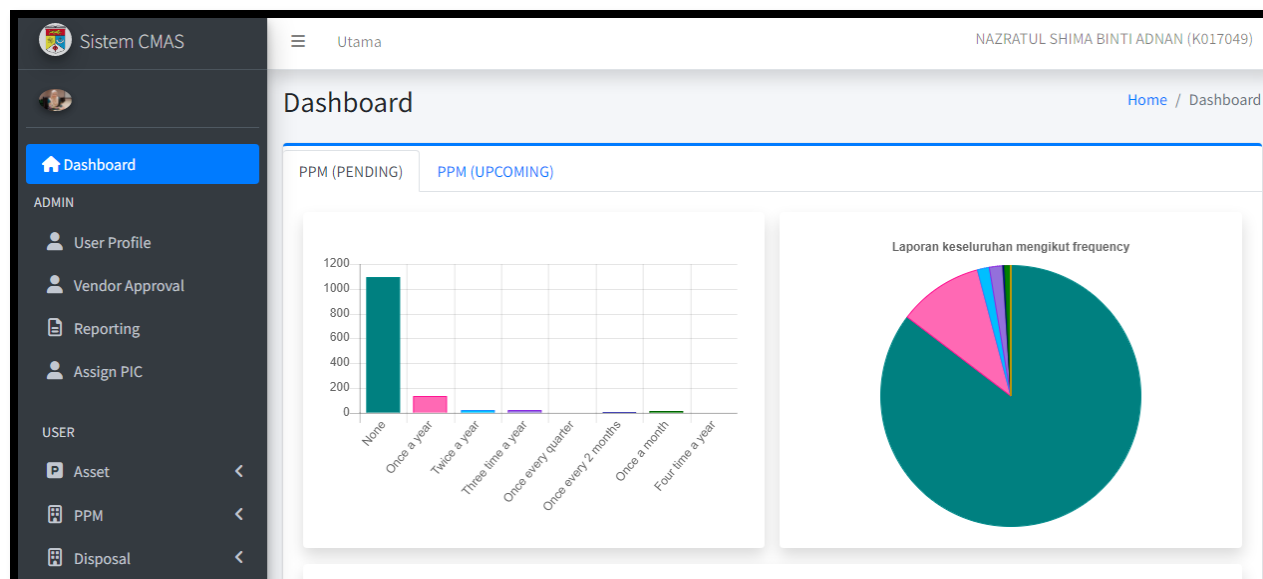 Sistem CMAS
Utama
NAZRATUL SHIMA BINTI ADNAN (K017049)
Dashboard
Home / Dashboard
Dashboard
ADMIN
User Profile
Vendor Approval
Reporting
Assign PIC
USER
Asset
PPM
Disposal
PPM (PENDING)
PPM (UPCOMING)
1200
1000
800
600
400
200
0
None
Once a year
Twice a year
Three time a year
Once every quarter
Once every 2 months
Once a month
Four time a year
Laporan keseluruhan mengikut frequency